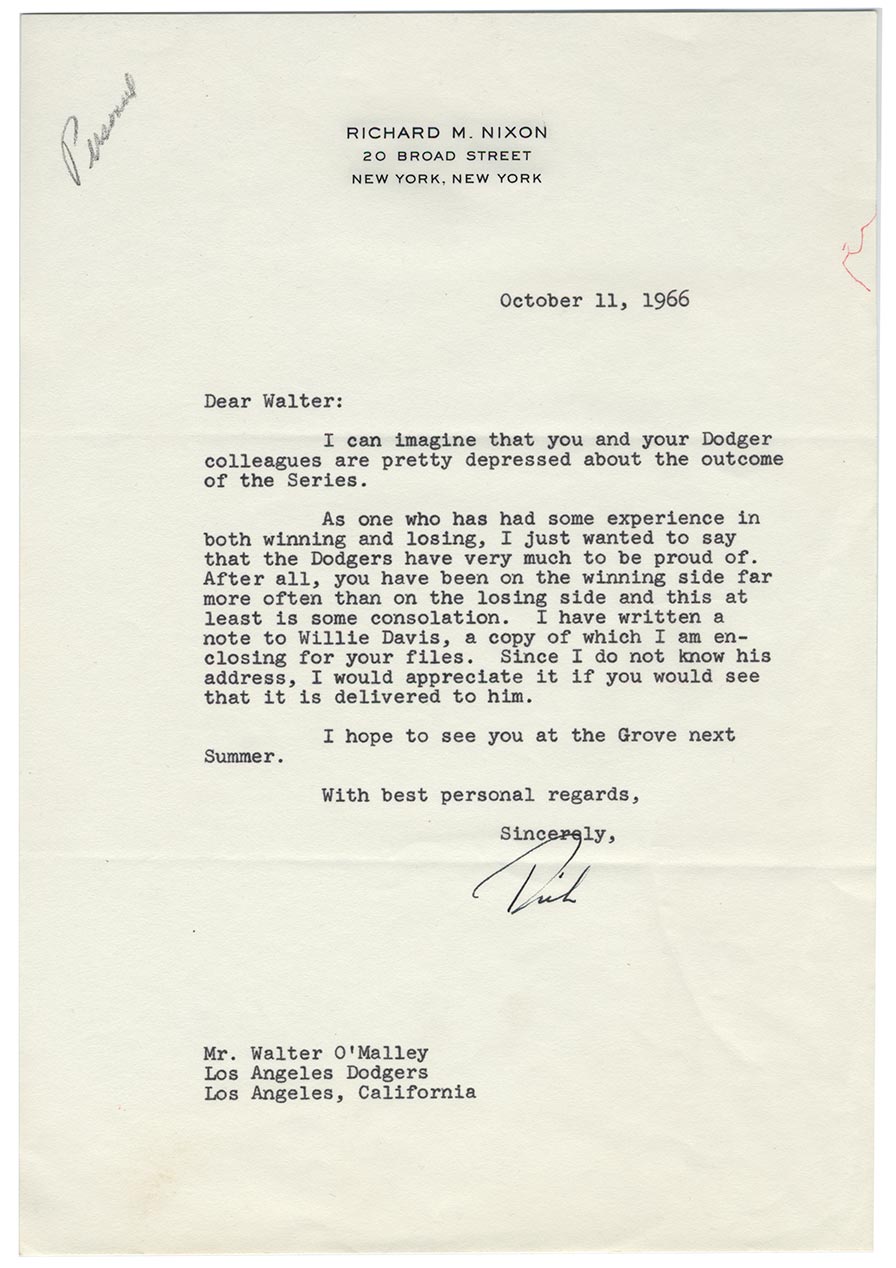 Personal
RICHARD M. NIXON
20 BROAD STREET
NEW YORK, NEW YORK
October 11, 1966
Dear Walter:
I can imagine that you and your Dodger
colleagues are pretty depressed about the outcome
of the Series.
As one who has had some experience in
both winning and losing, I just wanted to say
that the Dodgers have very much to be proud of.
After all, you have been on the winning side far
more often than on the losing side and this at
least is some consolation. I have written a
note to Willie Davis, a copy of which I am en-
closing for your files. Since I do not know his
address, I would appreciate it if you would see
that it is delivered to him.
I hope to see you at the Grove next
Summer.
With best personal regards,
Sincerely,
Dick
Mr. Walter O'Malley
Los Angeles Dodgers
Los Angeles, California